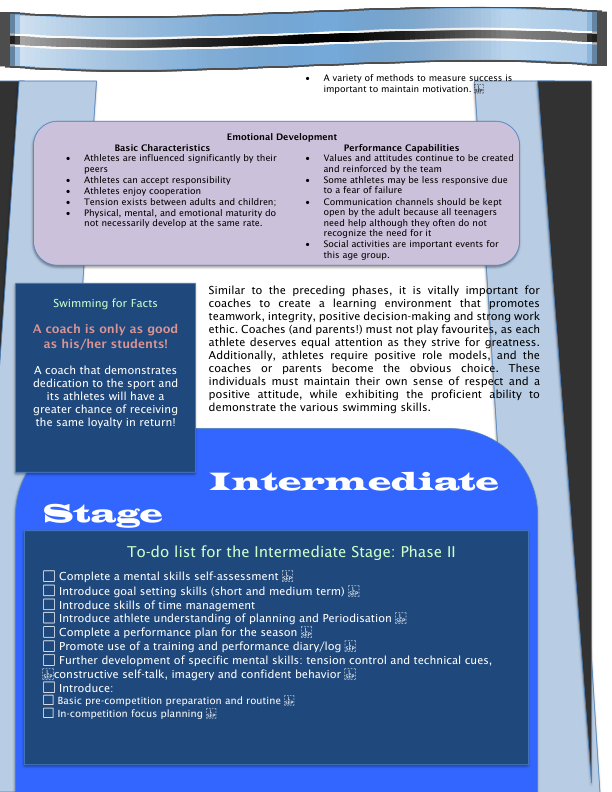 • A variety of methods to measure success is
important to maintain motivation.
Emotional Development
Basic Characteristics
• Athletes are influenced significantly by their
peers
• Athletes can accept responsibility
• Athletes enjoy cooperation
• Tension exists between adults and children;
• Physical, mental, and emotional maturity do
not necessarily develop at the same rate.
Performance Capabilities
• Values and attitudes continue to be created
and reinforced by the team
• Some athletes may be less responsive due
to a fear of failure
• Communication channels should be kept
open by the adult because all teenagers
need help although they often do not
recognize the need for it
• Social activities are important events for
this age group.
Swimming for Facts
A coach is only as good
as his/her students!
A coach that demonstrates
dedication to the sport and
its athletes will have a
greater chance of receiving
the same loyalty in return!
Similar to the preceding phases, it is vitally important for
coaches to create a learning environment that promotes
teamwork, integrity, positive decision-making and strong work
ethic. Coaches (and parents!) must not play favourites, as each
athlete deserves equal attention as they strive for greatness.
Additionally, athletes require positive role models, and the
coaches or parents become the obvious choice. These
individuals must maintain their own sense of respect and a
positive attitude, while exhibiting the proficient ability to
demonstrate the various swimming skills.
Intermediate
Stage
To-do list for the Intermediate Stage: Phase II
☐ Complete a mental skills self-assessment
☐ Introduce goal setting skills (short and medium term)
☐ Introduce skills of time management
☐ Introduce athlete understanding of planning and Periodisation
☐ Complete a performance plan for the season
☐ Promote use of a training and performance diary/log
☐ Further development of specific mental skills: tension control and technical cues,
constructive self-talk, imagery and confident behavior
☐ Introduce:
☐ Basic pre-competition preparation and routine
☐ In-competition focus planning